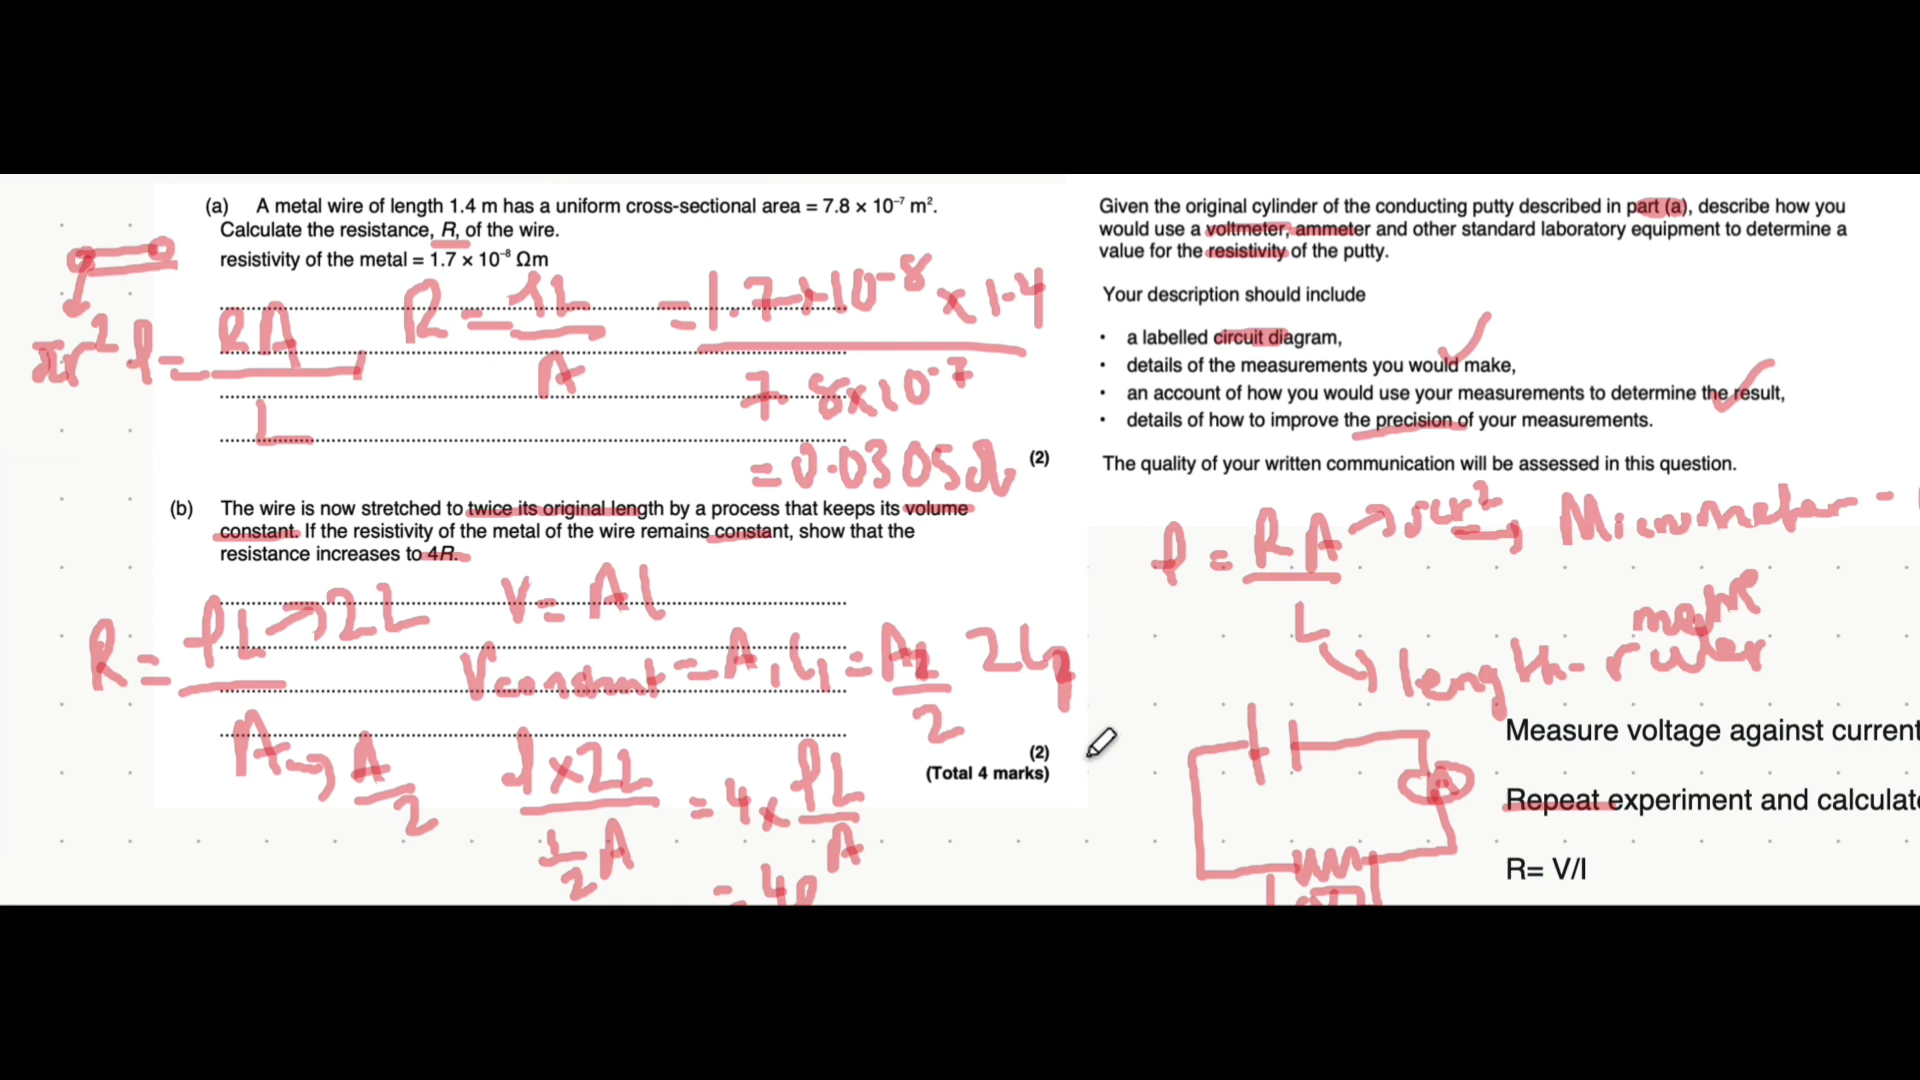 (a) A metal wire of length 1.4 m has a uniform cross-sectional area = 7.8 × 10⁻⁷ m².
Calculate the resistance, R, of the wire.
resistivity of the metal = 1.7 × 10⁻⁸ Ωm
πr²
ρ = RA / L
R = ρL / A = 1.7×10⁻⁸ × 1.4 / 7.8×10⁻⁷
= 0.0305Ω
(2)
(b) The wire is now stretched to twice its original length by a process that keeps its volume
constant. If the resistivity of the metal of the wire remains constant, show that the
resistance increases to 4R.
V = Al
R = ρL → 2L
A → A/2
Vconstant = A₁L₁ = A₂/2 2L₂
ρ×2L / ½A = 4× ρL / A
= 4R
(2)
(Total 4 marks)
Given the original cylinder of the conducting putty described in part (a), describe how you
would use a voltmeter, ammeter and other standard laboratory equipment to determine a
value for the resistivity of the putty.
Your description should include
• a labelled circuit diagram,
• details of the measurements you would make,
• an account of how you would use your measurements to determine the result,
• details of how to improve the precision of your measurements.
The quality of your written communication will be assessed in this question.
ρ = RA / L → πr² → Micrometer -
length - metre
ruler
A
Measure voltage against current
Repeat experiment and calculate
R= V/I